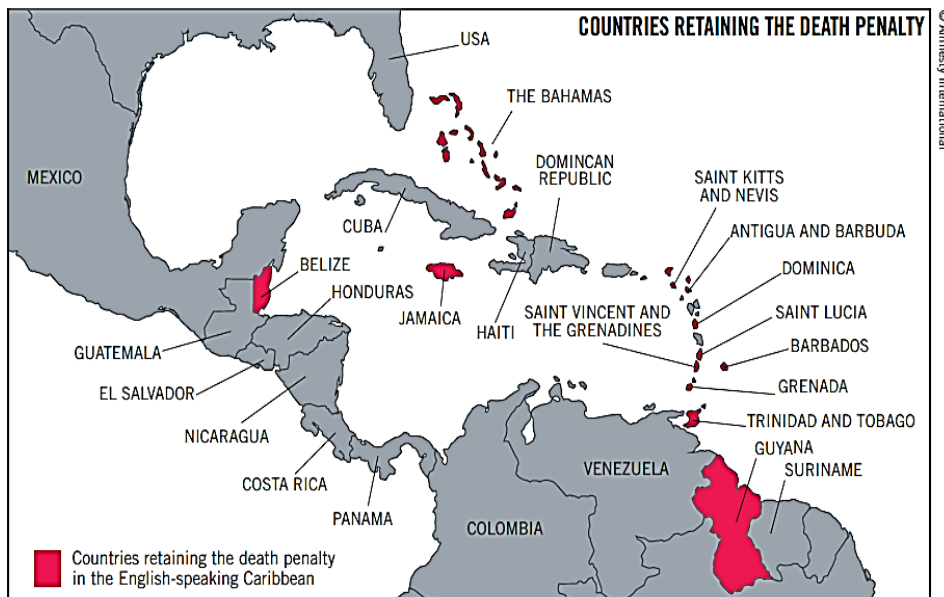 COUNTRIES RETAINING THE DEATH PENALTY
© Amnesty International
USA
THE BAHAMAS
MEXICO
DOMINCAN
REPUBLIC
SAINT KITTS
AND NEVIS
CUBA
ANTIGUA AND BARBUDA
BELIZE
DOMINICA
HONDURAS
JAMAICA
HAITI
SAINT VINCENT AND
THE GRENADINES
SAINT LUCIA
GUATEMALA
BARBADOS
EL SALVADOR
GRENADA
NICARAGUA
TRINIDAD AND TOBAGO
GUYANA
VENEZUELA
SURINAME
COSTA RICA
PANAMA
COLOMBIA
Countries retaining the death penalty
in the English-speaking Caribbean